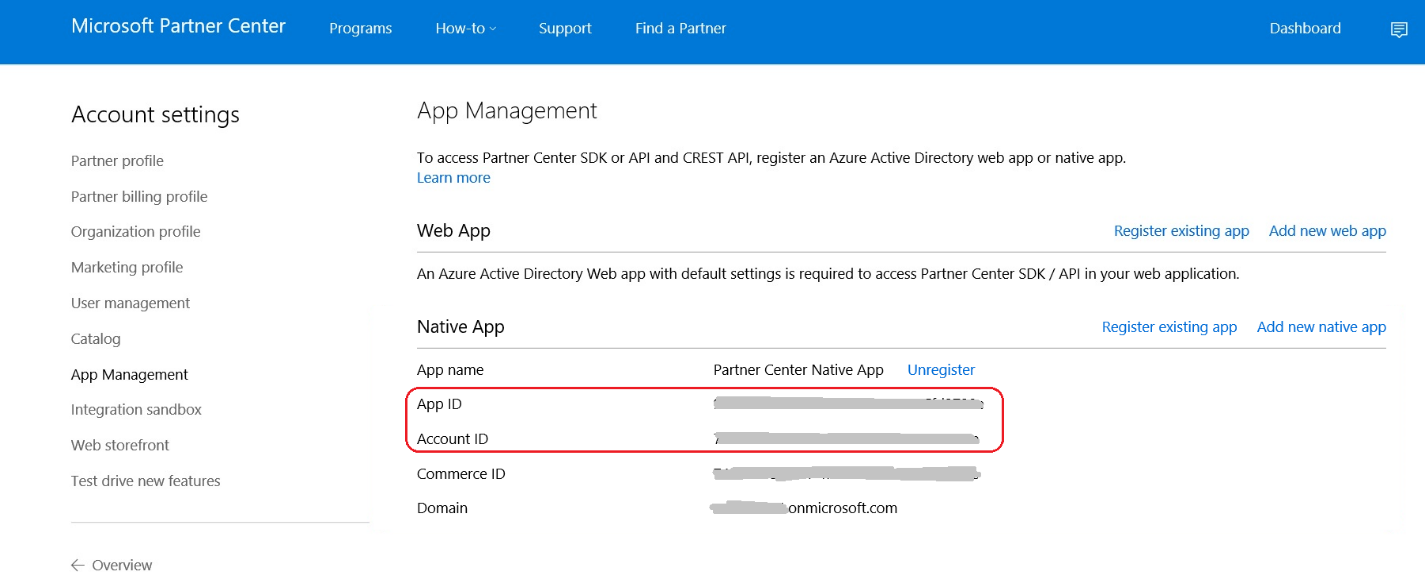 Microsoft Partner Center Programs How-to Support Find a Partner Dashboard
Account settings
Partner profile
Partner billing profile
Organization profile
Marketing profile
User management
Catalog
App Management
Integration sandbox
Web storefront
Test drive new features
Overview
App Management
To access Partner Center SDK or API and CREST API, register an Azure Active Directory web app or native app.
Learn more
Web App Register existing app Add new web app
An Azure Active Directory Web app with default settings is required to access Partner Center SDK / API in your web application.
Native App Register existing app Add new native app
App name Partner Center Native App Unregister
App ID
Account ID
Commerce ID
Domain onmicrosoft.com